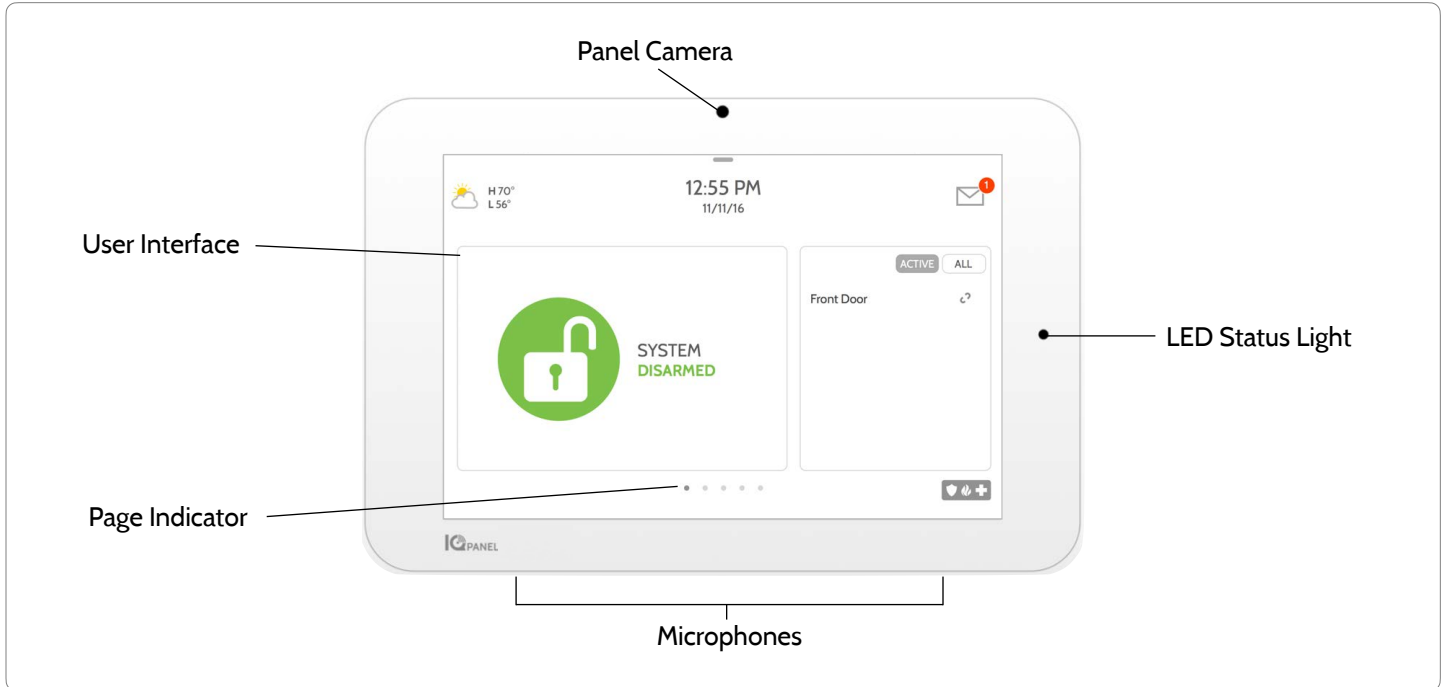 Panel Camera
H 70°
L 56°
12:55 PM
11/11/16
1
User Interface
ACTIVE ALL
Front Door
SYSTEM
DISARMED
LED Status Light
Page Indicator
IQ PANEL
Microphones